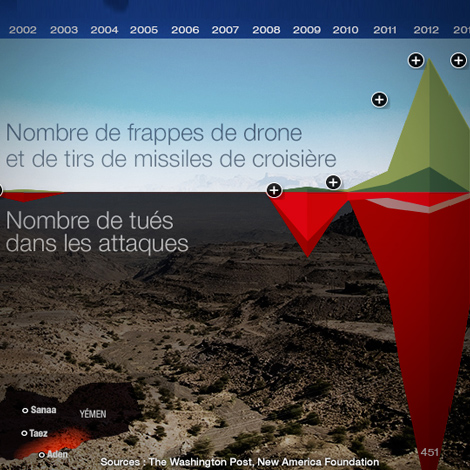 2002 2003 2004 2005 2006 2007 2008 2009 2010 2011 2012
Nombre de frappes de drone
et de tirs de missiles de croisière
Nombre de tués
dans les attaques
Sanaa
YÉMEN
Taez
Aden
451
Sources : The Washington Post, New America Foundation